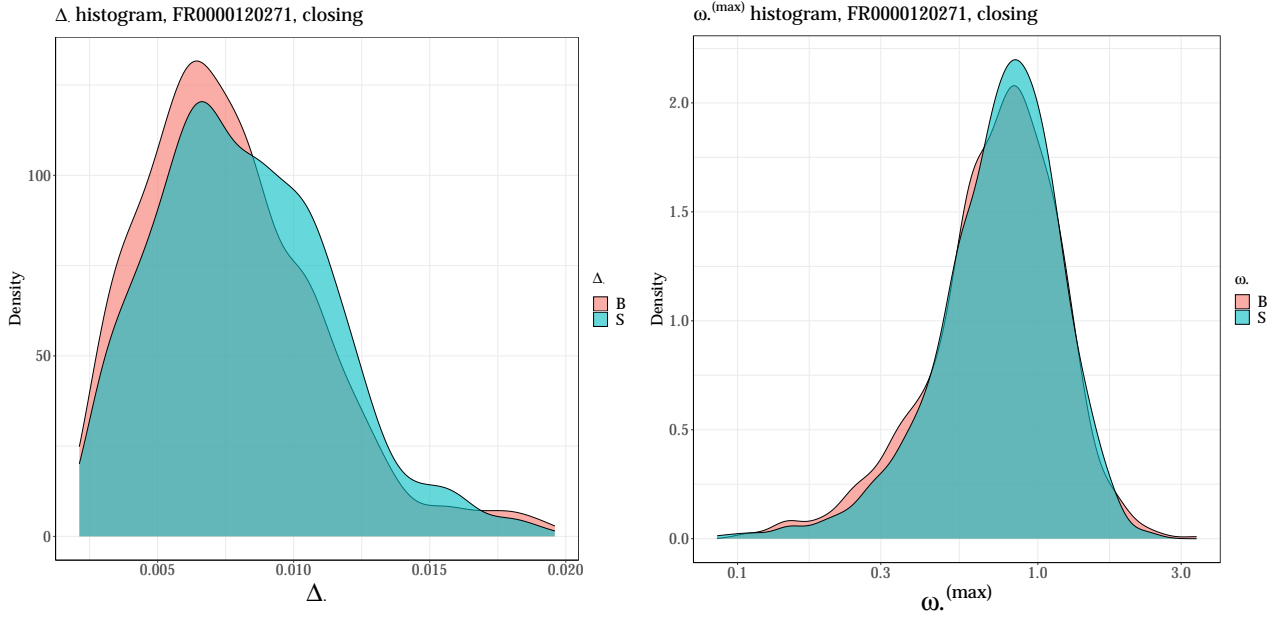 Δ. histogram, FR0000120271, closing
Density
100
50
0
0.005
0.010
0.015
0.020
Δ.
Δ.
B
S
ω.(max) histogram, FR0000120271, closing
Density
2.0
1.5
1.0
0.5
0.0
0.1
0.3
1.0
3.0
ω.(max)
ω.
B
S